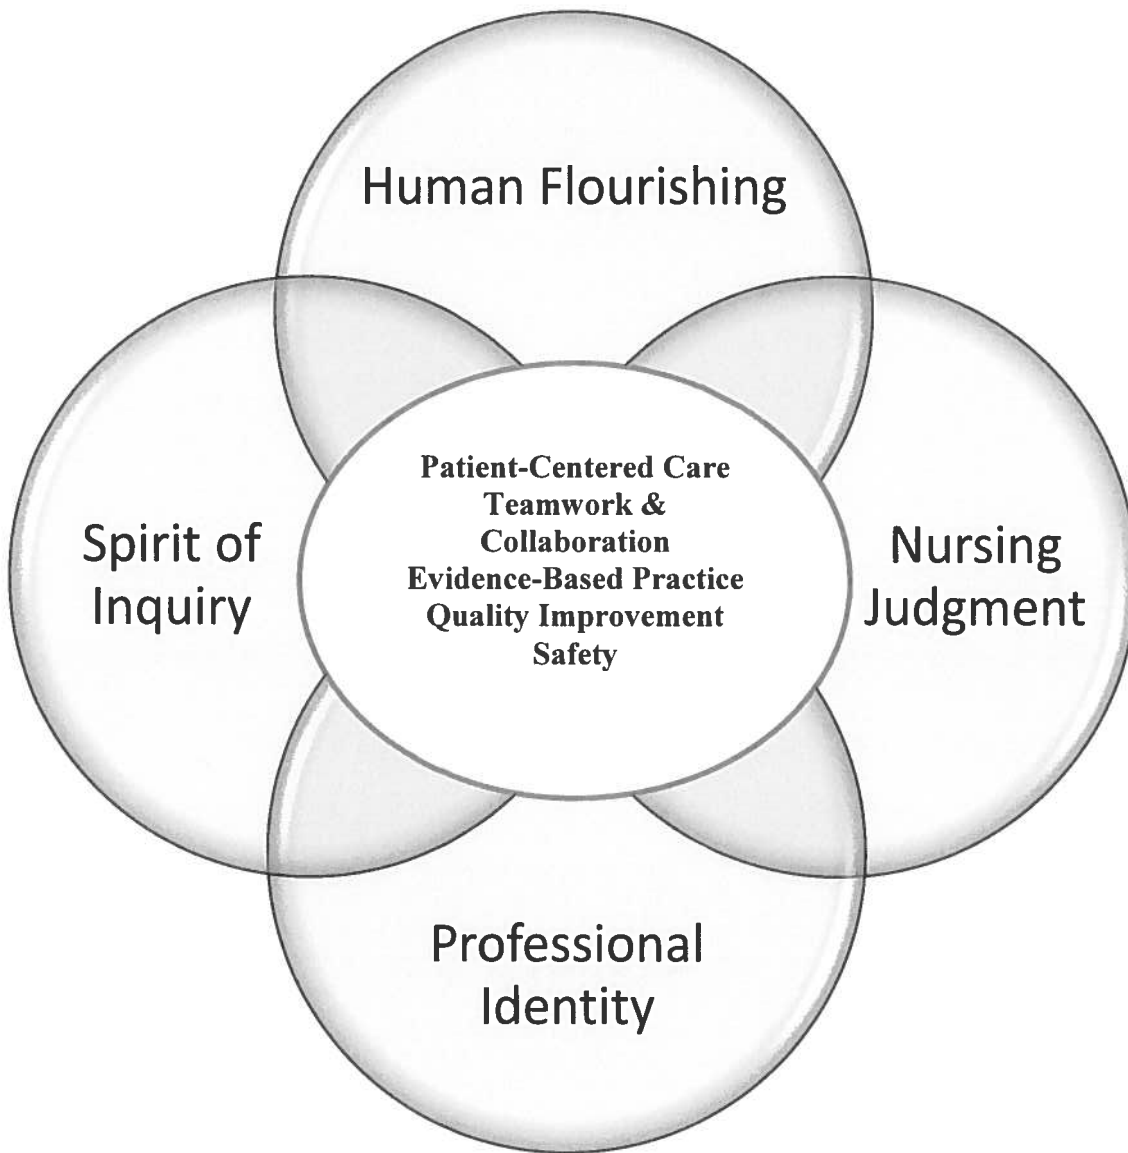 Human Flourishing
Patient-Centered Care
Teamwork &
Collaboration
Evidence-Based Practice
Quality Improvement
Safety
Spirit of
Inquiry
Nursing
Judgment
Professional
Identity